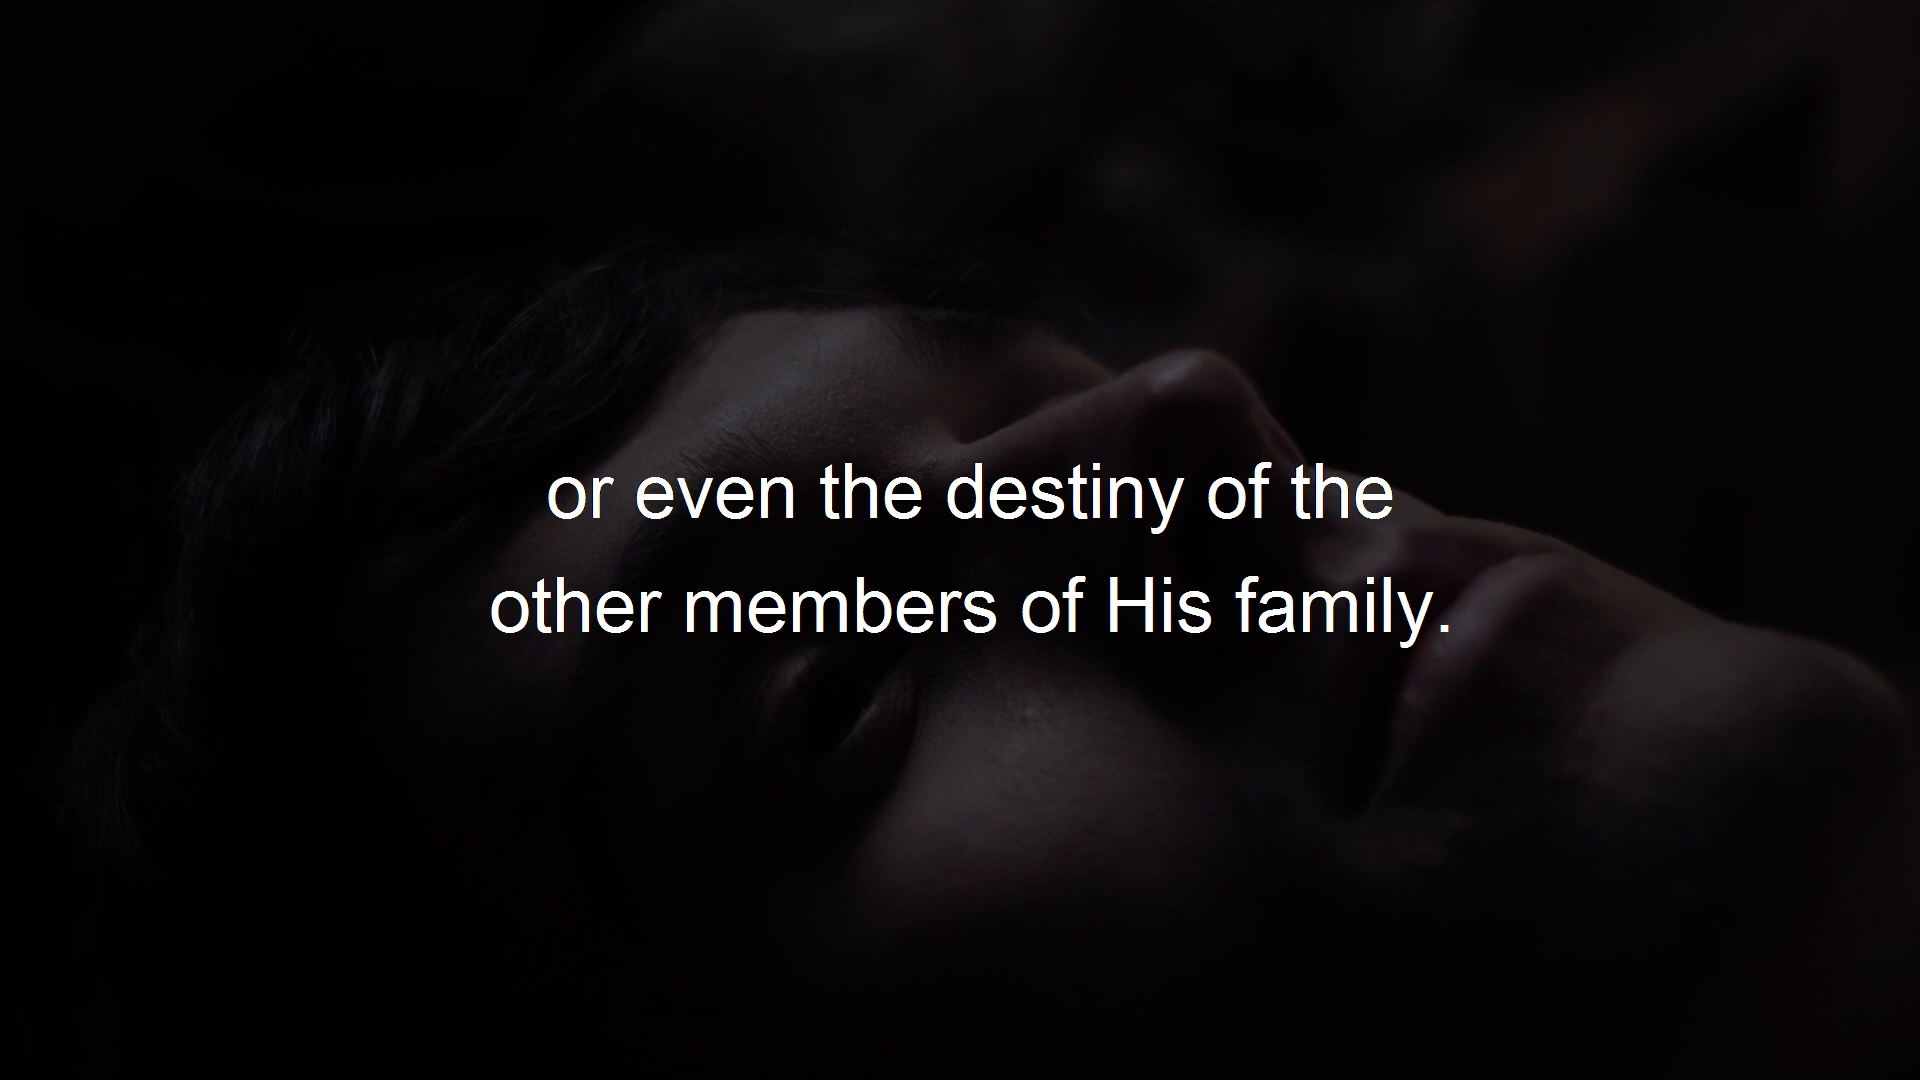 or even the destiny of the
other members of His family.